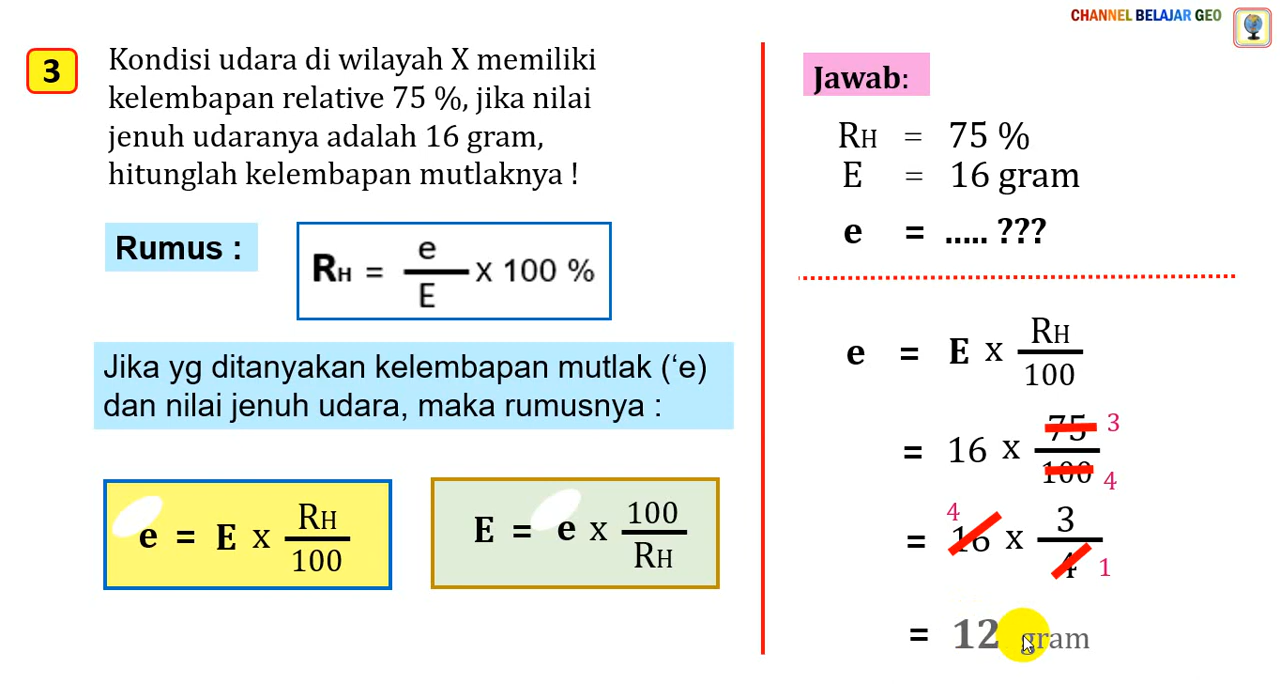 CHANNEL BELAJAR GEO
3
Kondisi udara di wilayah X memiliki
kelembapan relative 75 %, jika nilai
jenuh udaranya adalah 16 gram,
hitunglah kelembapan mutlaknya !
Rumus :
RH = e/E x 100 %
Jika yg ditanyakan kelembapan mutlak (‘e)
dan nilai jenuh udara, maka rumusnya :
e = E x RH/100
E = e x 100/RH
Jawab:
RH = 75 %
E = 16 gram
e = ..... ???
e = E x RH/100
= 16 x 75/100 3 4
= 4 16 x 3/4 1
= 12 gram